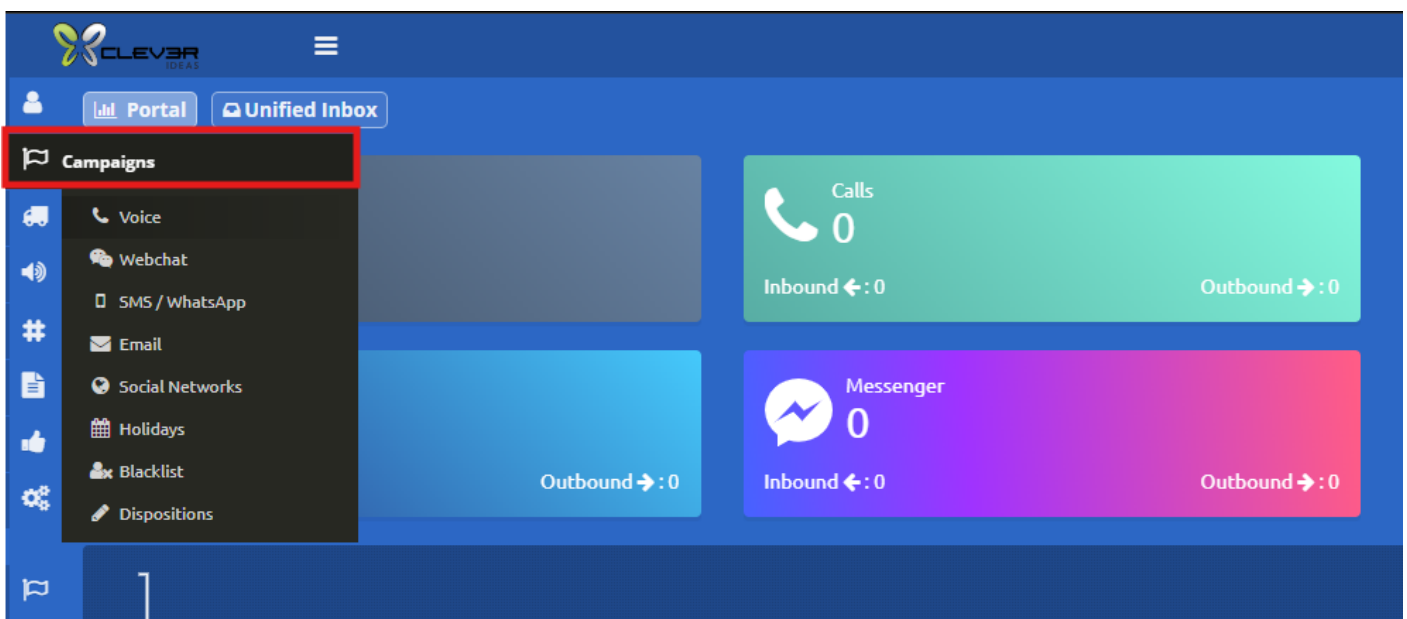 CLEV3R
IDEAS
Portal
Unified Inbox
Campaigns
Voice
Webchat
SMS / WhatsApp
Email
Social Networks
Holidays
Blacklist
Dispositions
Calls
0
Inbound : 0
Outbound : 0
Outbound : 0
Messenger
0
Inbound : 0
Outbound : 0